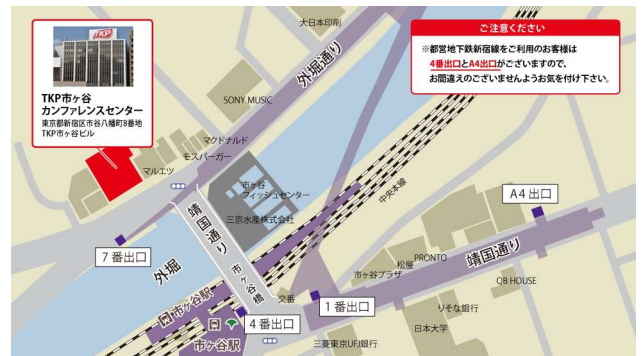 TKP
TKP市ヶ谷
カンファレンスセンター
東京都新宿区市谷八幡町8番地
TKP市ヶ谷ビル
大日本印刷
外堀通り
ご注意ください
※都営地下鉄新宿線をご利用のお客様は
4番出口とA4出口がございますので、
お間違えのございませんようお気を付け下さい。
SONY MUSIC
マクドナルド
モスバーガー
マルエツ
市ヶ谷
フィッシュセンター
三京水産株式会社
中央本線
A4 出口
靖国通り
7 番出口
外堀
市ヶ谷橋
靖国通り
PRONTO
松屋
市ヶ谷プラザ
QB HOUSE
市ヶ谷駅
交番
1 番出口
4 番出口
りそな銀行
日本大学
市ヶ谷駅
三菱東京UFJ銀行